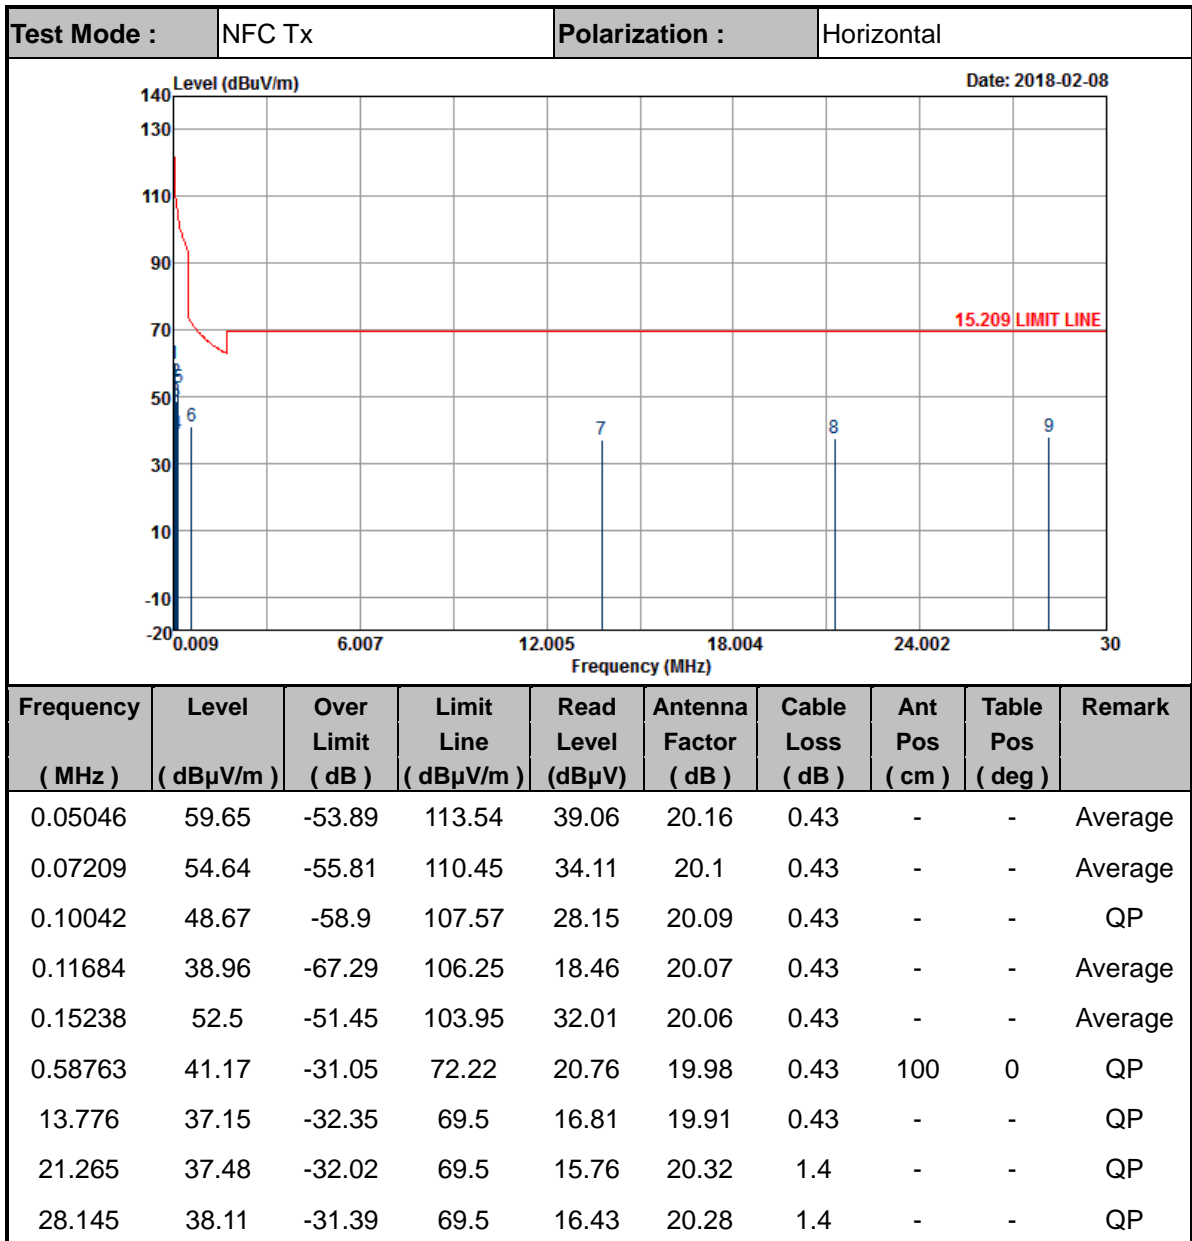 Test Mode : NFC Tx Polarization : Horizontal
Level (dBuV/m) Date: 2018-02-08
140
130
110
90
70
50
30
10
-10
-20
15.209 LIMIT LINE
6
7
8
9
0.009 6.007 12.005 18.004 24.002 30
Frequency (MHz)
Frequency Level Over Limit Read Antenna Cable Ant Table Remark
Limit Line Level Factor Loss Pos Pos
( MHz ) ( dBµV/m ) ( dB ) ( dBµV/m ) (dBµV) ( dB ) ( dB ) ( cm ) ( deg )
0.05046 59.65 -53.89 113.54 39.06 20.16 0.43 - - Average
0.07209 54.64 -55.81 110.45 34.11 20.1 0.43 - - Average
0.10042 48.67 -58.9 107.57 28.15 20.09 0.43 - - QP
0.11684 38.96 -67.29 106.25 18.46 20.07 0.43 - - Average
0.15238 52.5 -51.45 103.95 32.01 20.06 0.43 - - Average
0.58763 41.17 -31.05 72.22 20.76 19.98 0.43 100 0 QP
13.776 37.15 -32.35 69.5 16.81 19.91 0.43 - - QP
21.265 37.48 -32.02 69.5 15.76 20.32 1.4 - - QP
28.145 38.11 -31.39 69.5 16.43 20.28 1.4 - - QP